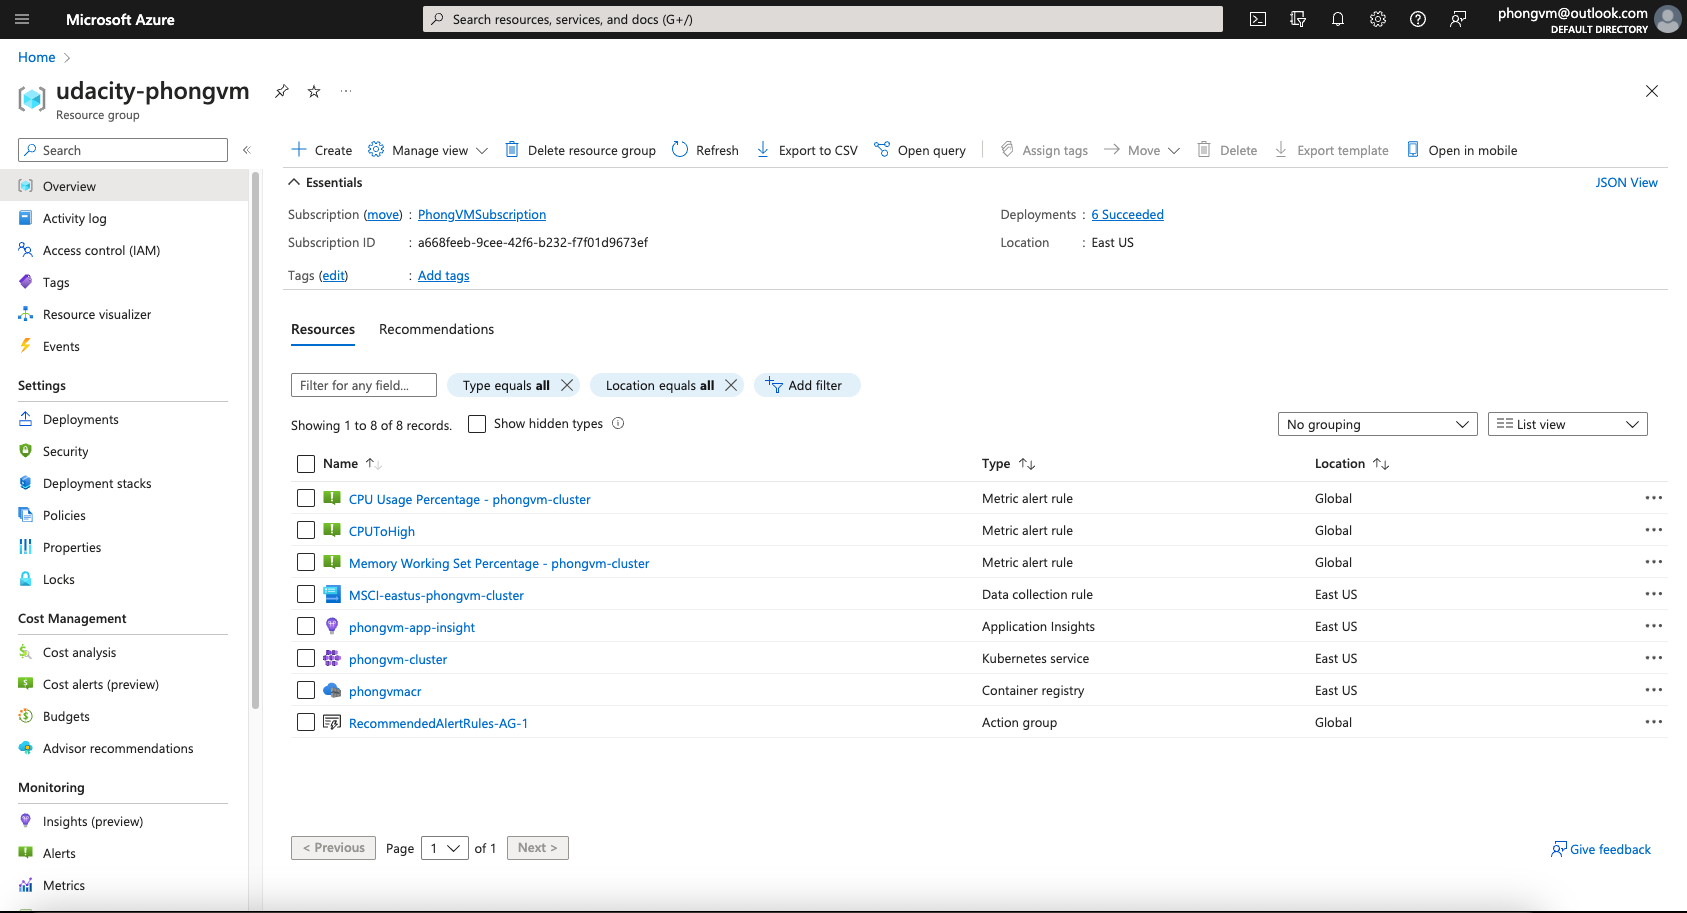 Microsoft Azure
Search resources, services, and docs (G+/)
phongvm@outlook.com
DEFAULT DIRECTORY
Home
udacity-phongvm
Resource group
Search
Create
Manage view
Delete resource group
Refresh
Export to CSV
Open query
Assign tags
Move
Delete
Export template
Open in mobile
Overview
Activity log
Access control (IAM)
Tags
Resource visualizer
Events
Settings
Deployments
Security
Deployment stacks
Policies
Properties
Locks
Cost Management
Cost analysis
Cost alerts (preview)
Budgets
Advisor recommendations
Monitoring
Insights (preview)
Alerts
Metrics
Essentials
JSON View
Subscription (move) : PhongVMSubscription
Deployments : 6 Succeeded
Subscription ID : a668feeb-9cee-42f6-b232-f7f01d9673ef
Location : East US
Tags (edit) : Add tags
Resources Recommendations
Filter for any field...
Type equals all
Location equals all
Add filter
Showing 1 to 8 of 8 records.
Show hidden types
No grouping
List view
Name Type Location
CPU Usage Percentage - phongvm-cluster Metric alert rule Global
CPUToHigh Metric alert rule Global
Memory Working Set Percentage - phongvm-cluster Metric alert rule Global
MSCI-eastus-phongvm-cluster Data collection rule East US
phongvm-app-insight Application Insights East US
phongvm-cluster Kubernetes service East US
phongvmacr Container registry East US
RecommendedAlertRules-AG-1 Action group Global
< Previous Page 1 of 1 Next >
Give feedback